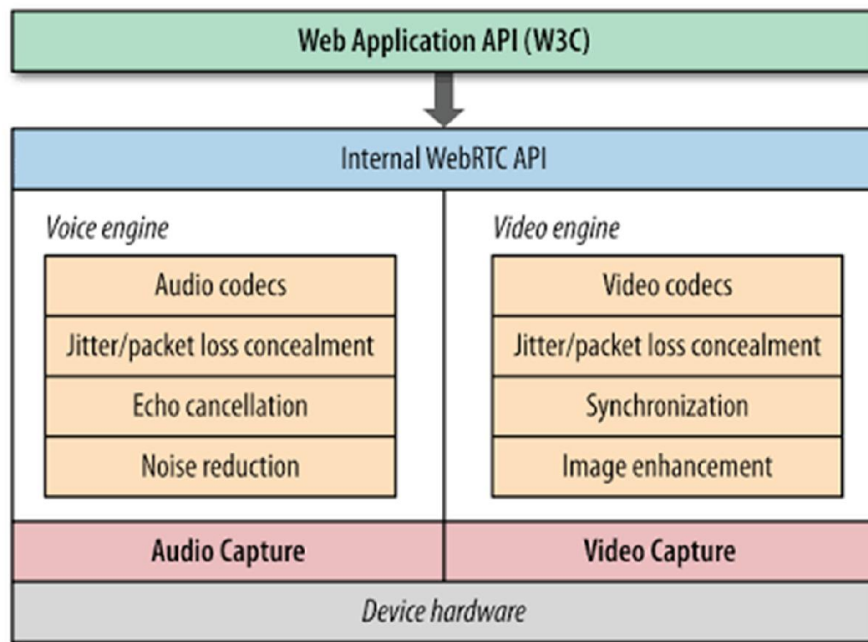 Web Application API (W3C)
Internal WebRTC API
Voice engine
Audio codecs
Jitter/packet loss concealment
Echo cancellation
Noise reduction
Video engine
Video codecs
Jitter/packet loss concealment
Synchronization
Image enhancement
Audio Capture
Video Capture
Device hardware